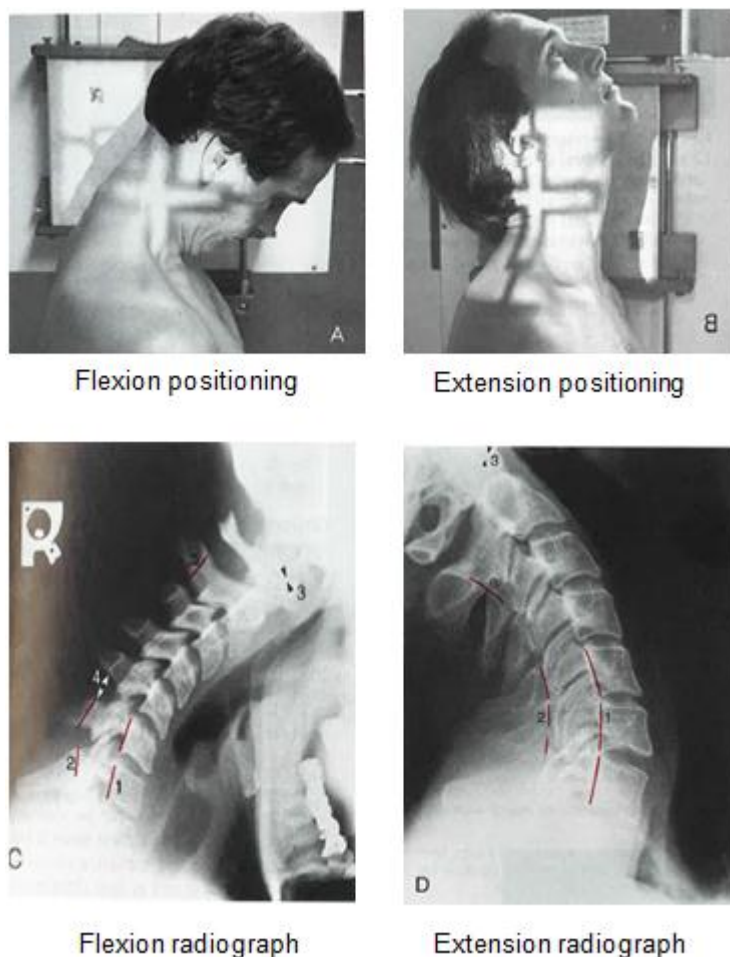 A
B
Flexion positioning
Extension positioning
R
3
4
2
1
C
3
2
1
D
Flexion radiograph
Extension radiograph